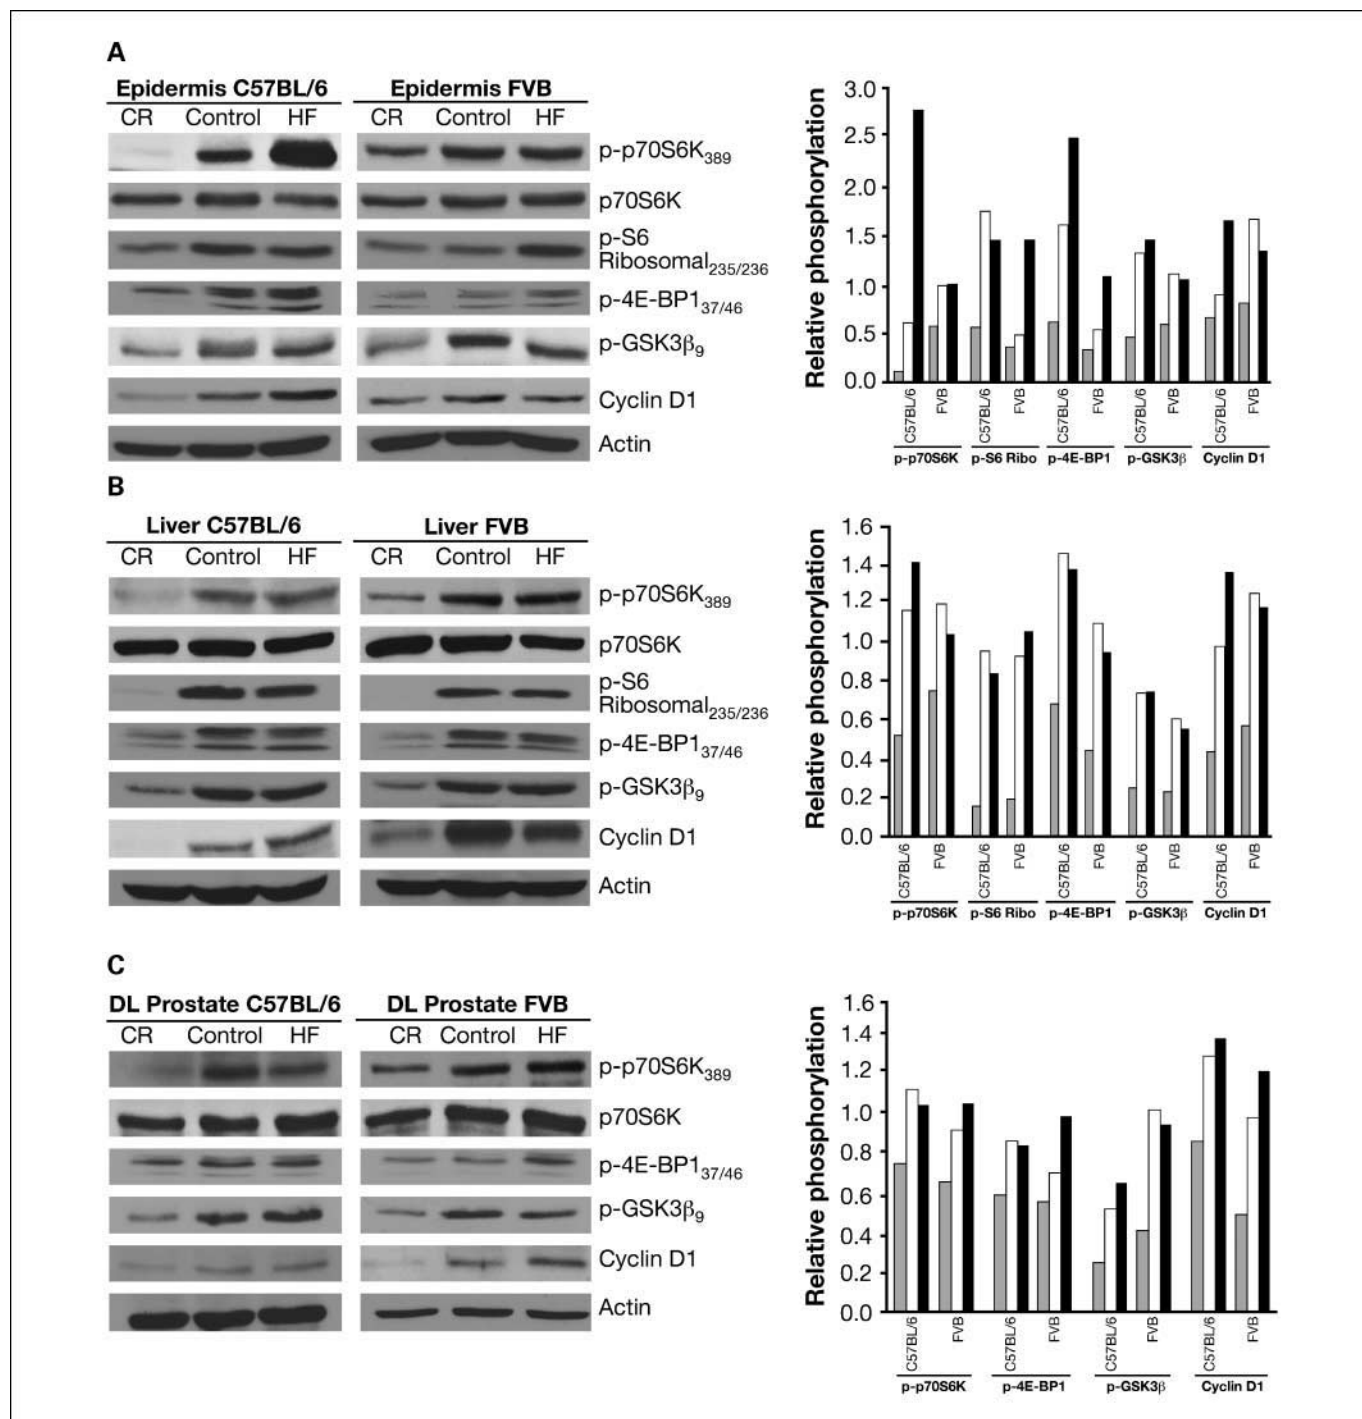 A
Epidermis C57BL/6 Epidermis FVB
CR Control HF CR Control HF
p-p70S6K389
p70S6K
p-S6
Ribosomal235/236
p-4E-BP137/46
p-GSK3β9
Cyclin D1
Actin
Relative phosphorylation
3.0
2.5
2.0
1.5
1.0
0.5
0.0
C57BL/6 FVB C57BL/6 FVB C57BL/6 FVB C57BL/6 FVB C57BL/6 FVB
p-p70S6K p-S6 Ribo p-4E-BP1 p-GSK3β Cyclin D1
B
Liver C57BL/6 Liver FVB
CR Control HF CR Control HF
p-p70S6K389
p70S6K
p-S6
Ribosomal235/236
p-4E-BP137/46
p-GSK3β9
Cyclin D1
Actin
Relative phosphorylation
1.6
1.4
1.2
1.0
0.8
0.6
0.4
0.2
0.0
C57BL/6 FVB C57BL/6 FVB C57BL/6 FVB C57BL/6 FVB C57BL/6 FVB
p-p70S6K p-S6 Ribo p-4E-BP1 p-GSK3β Cyclin D1
C
DL Prostate C57BL/6 DL Prostate FVB
CR Control HF CR Control HF
p-p70S6K389
p70S6K
p-4E-BP137/46
p-GSK3β9
Cyclin D1
Actin
Relative phosphorylation
1.6
1.4
1.2
1.0
0.8
0.6
0.4
0.2
0.0
C57BL/6 FVB C57BL/6 FVB C57BL/6 FVB C57BL/6 FVB
p-p70S6K p-4E-BP1 p-GSK3β Cyclin D1